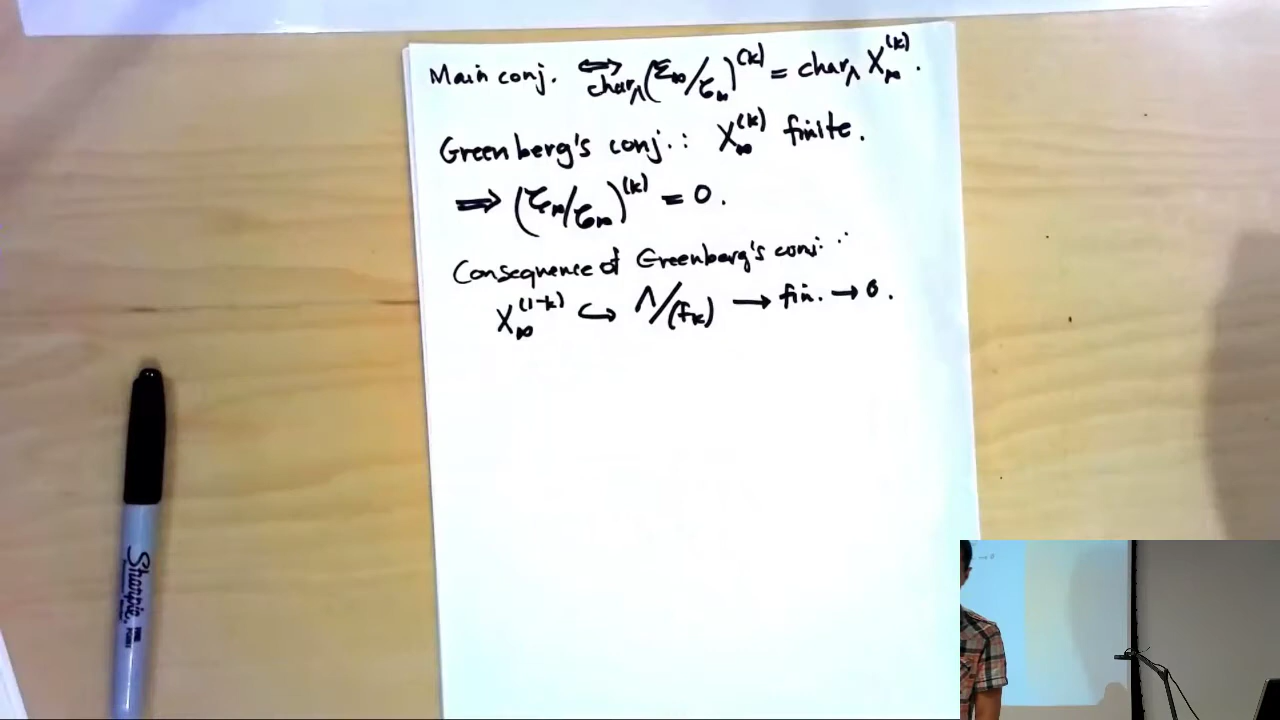 Main conj. ⟺ char_Λ(ℰ_∞/𝒞_∞)^(k) = char_Λ X_∞^(k).
Greenberg's conj.: X_∞^(k) finite.
⟹ (ℰ_∞/𝒞_∞)^(k) = 0.
Consequence of Greenberg's conj:
X_∞^(1-k) ↪ Λ/(f_k) → fin. → 0.
Sharpie